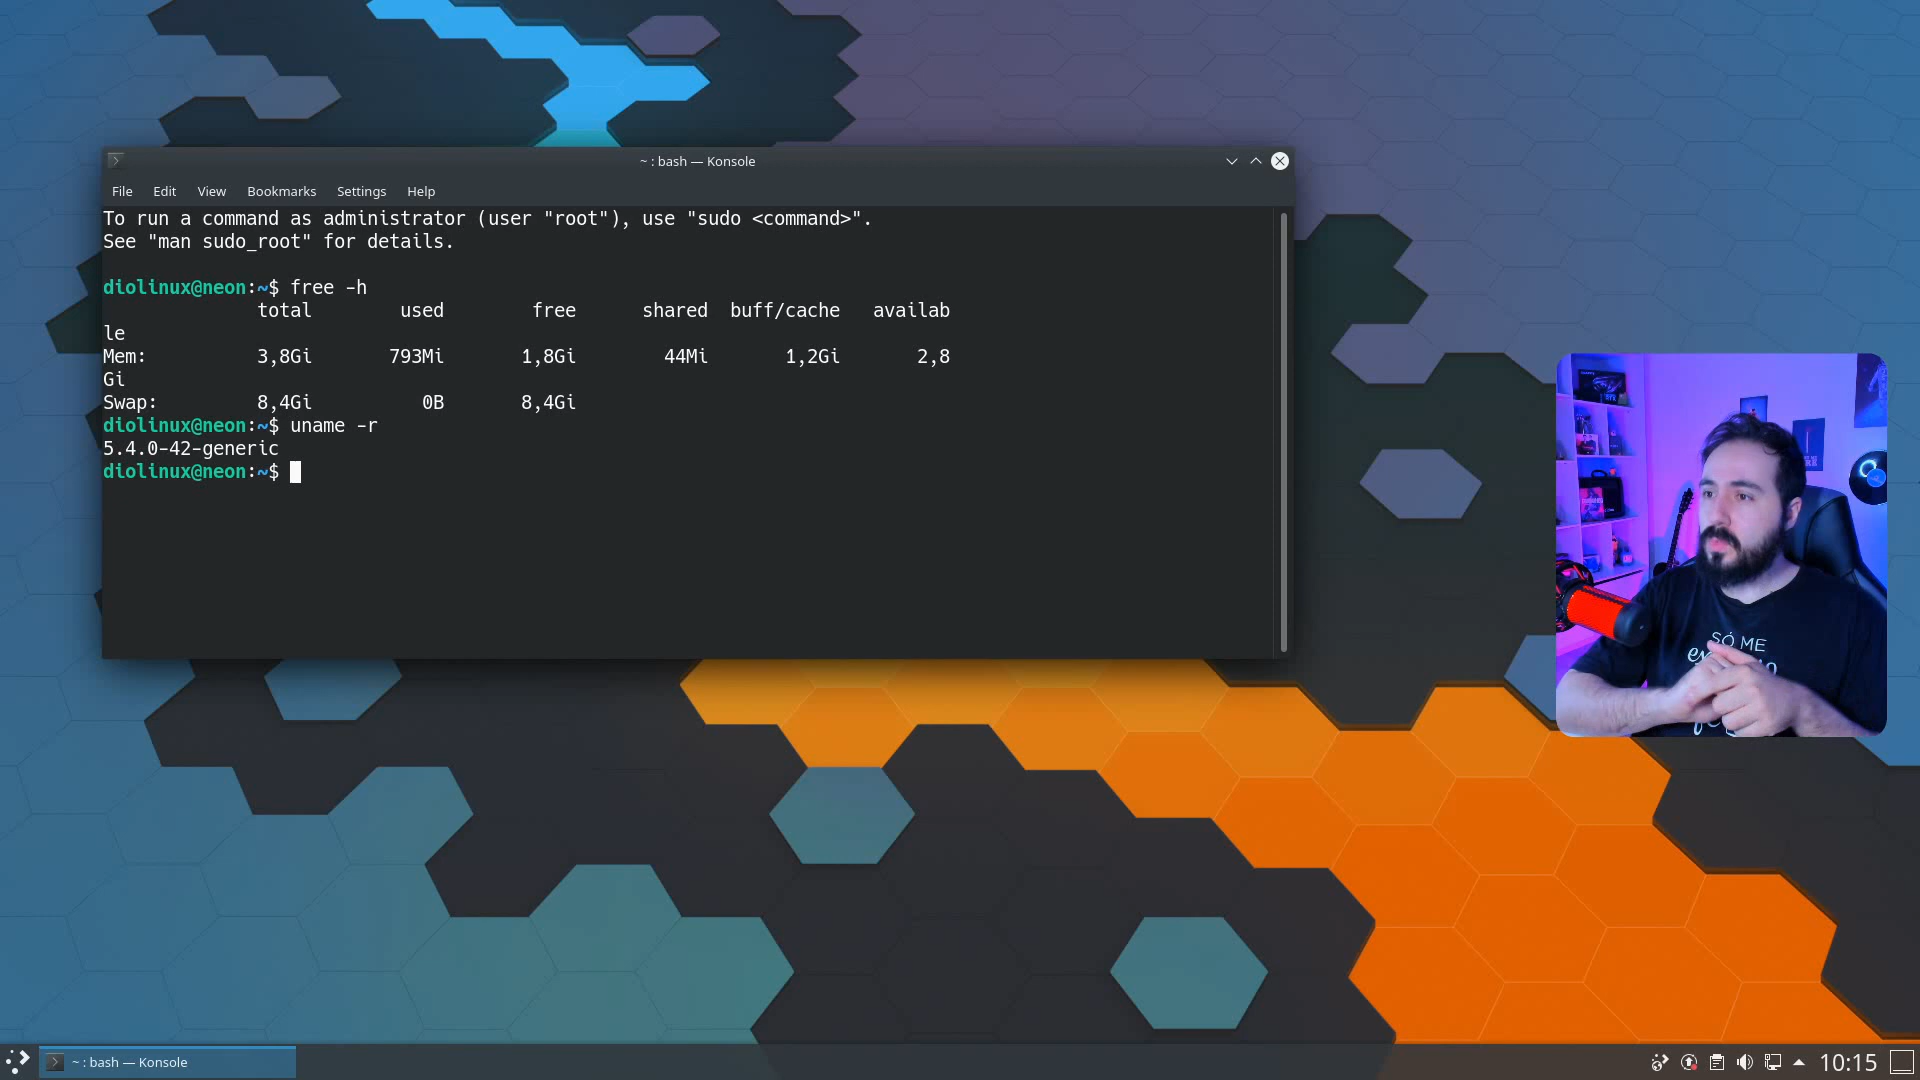 ~ : bash — Konsole
File Edit View Bookmarks Settings Help
To run a command as administrator (user "root"), use "sudo <command>".
See "man sudo_root" for details.
diolinux@neon:~$ free -h
total used free shared buff/cache availab
le
Mem: 3,8Gi 793Mi 1,8Gi 44Mi 1,2Gi 2,8
Gi
Swap: 8,4Gi 0B 8,4Gi
diolinux@neon:~$ uname -r
5.4.0-42-generic
diolinux@neon:~$
SÓ ME
~ : bash — Konsole
10:15